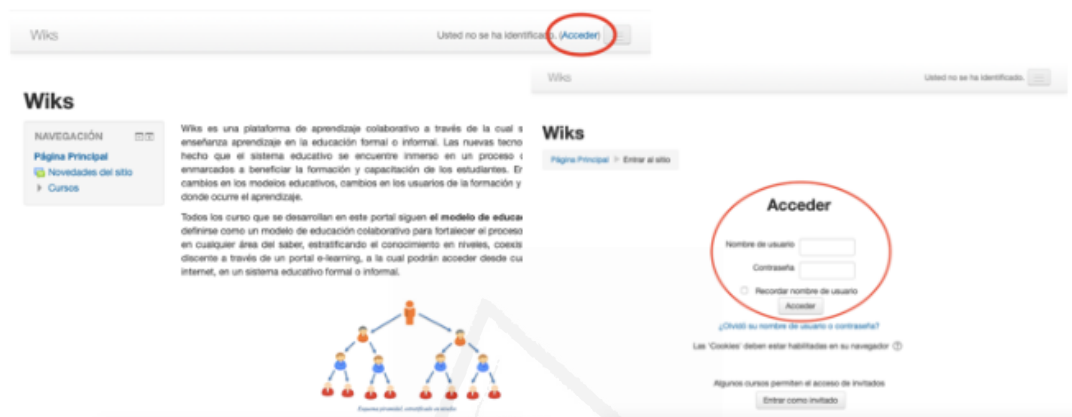 Wiks
Usted no se ha identificado. (Acceder)
Wiks
NAVEGACIÓN
Página Principal
Novedades del sitio
Cursos
Wiks es una plataforma de aprendizaje colaborativo a través de la cual s
enseñanza aprendizaje en la educación formal o informal. Las nuevas tecno
hecho que el sistema educativo se encuentre inmerso en un proceso
enmarcados a beneficiar la formación y capacitación de los estudiantes. Er
cambios en los modelos educativos, cambios en los usuarios de la formación y
donde ocurre el aprendizaje.
Todos los curso que se desarrollan en este portal siguen el modelo de educa
definirse como un modelo de educación colaborativo para fortalecer el proceso
en cualquier área del saber, estratificando el conocimiento en niveles, coexis
discente a través de un portal e-learning, a la cual podrán acceder desde cu
internet, en un sistema educativo formal o informal.
Esquema piramidal, estratificado en niveles
Wiks
Usted no se ha identificado.
Wiks
Página Principal Entrar al sitio
Acceder
Nombre de usuario
Contraseña
Recordar nombre de usuario
Acceder
¿Olvidó su nombre de usuario o contraseña?
Las 'Cookies' deben estar habilitadas en su navegador
Algunos cursos permiten el acceso de invitados
Entrar como invitado